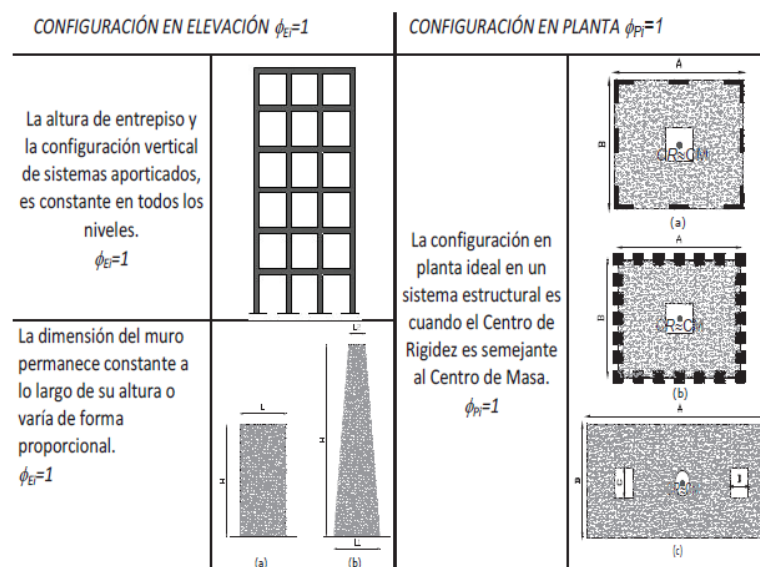 CONFIGURACIÓN EN ELEVACIÓN ϕEi=1
La altura de entrepiso y
la configuración vertical
de sistemas aporticados,
es constante en todos los
niveles.
ϕEi=1
La dimensión del muro
permanece constante a
lo largo de su altura o
varía de forma
proporcional.
ϕEi=1
L
H
(a)
H
L
(b)
CONFIGURACIÓN EN PLANTA ϕPi=1
La configuración en
planta ideal en un
sistema estructural es
cuando el Centro de
Rigidez es semejante
al Centro de Masa.
ϕPi=1
A
B
CR≈CM
(a)
A
B
CR≈CM
(b)
A
B
C
(c)